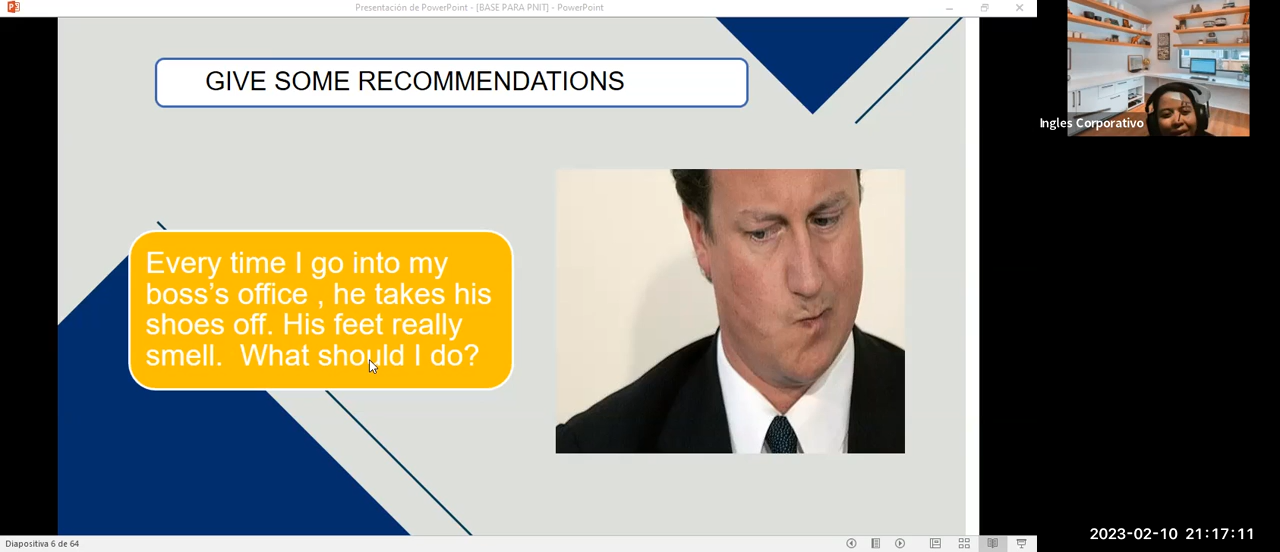 Presentación de PowerPoint - [BASE PARA PNIT] - PowerPoint
GIVE SOME RECOMMENDATIONS
Every time I go into my
boss's office , he takes his
shoes off. His feet really
smell.  What should I do?
Ingles Corporativo
2023-02-10 21:17:11
Diapositiva 6 de 64